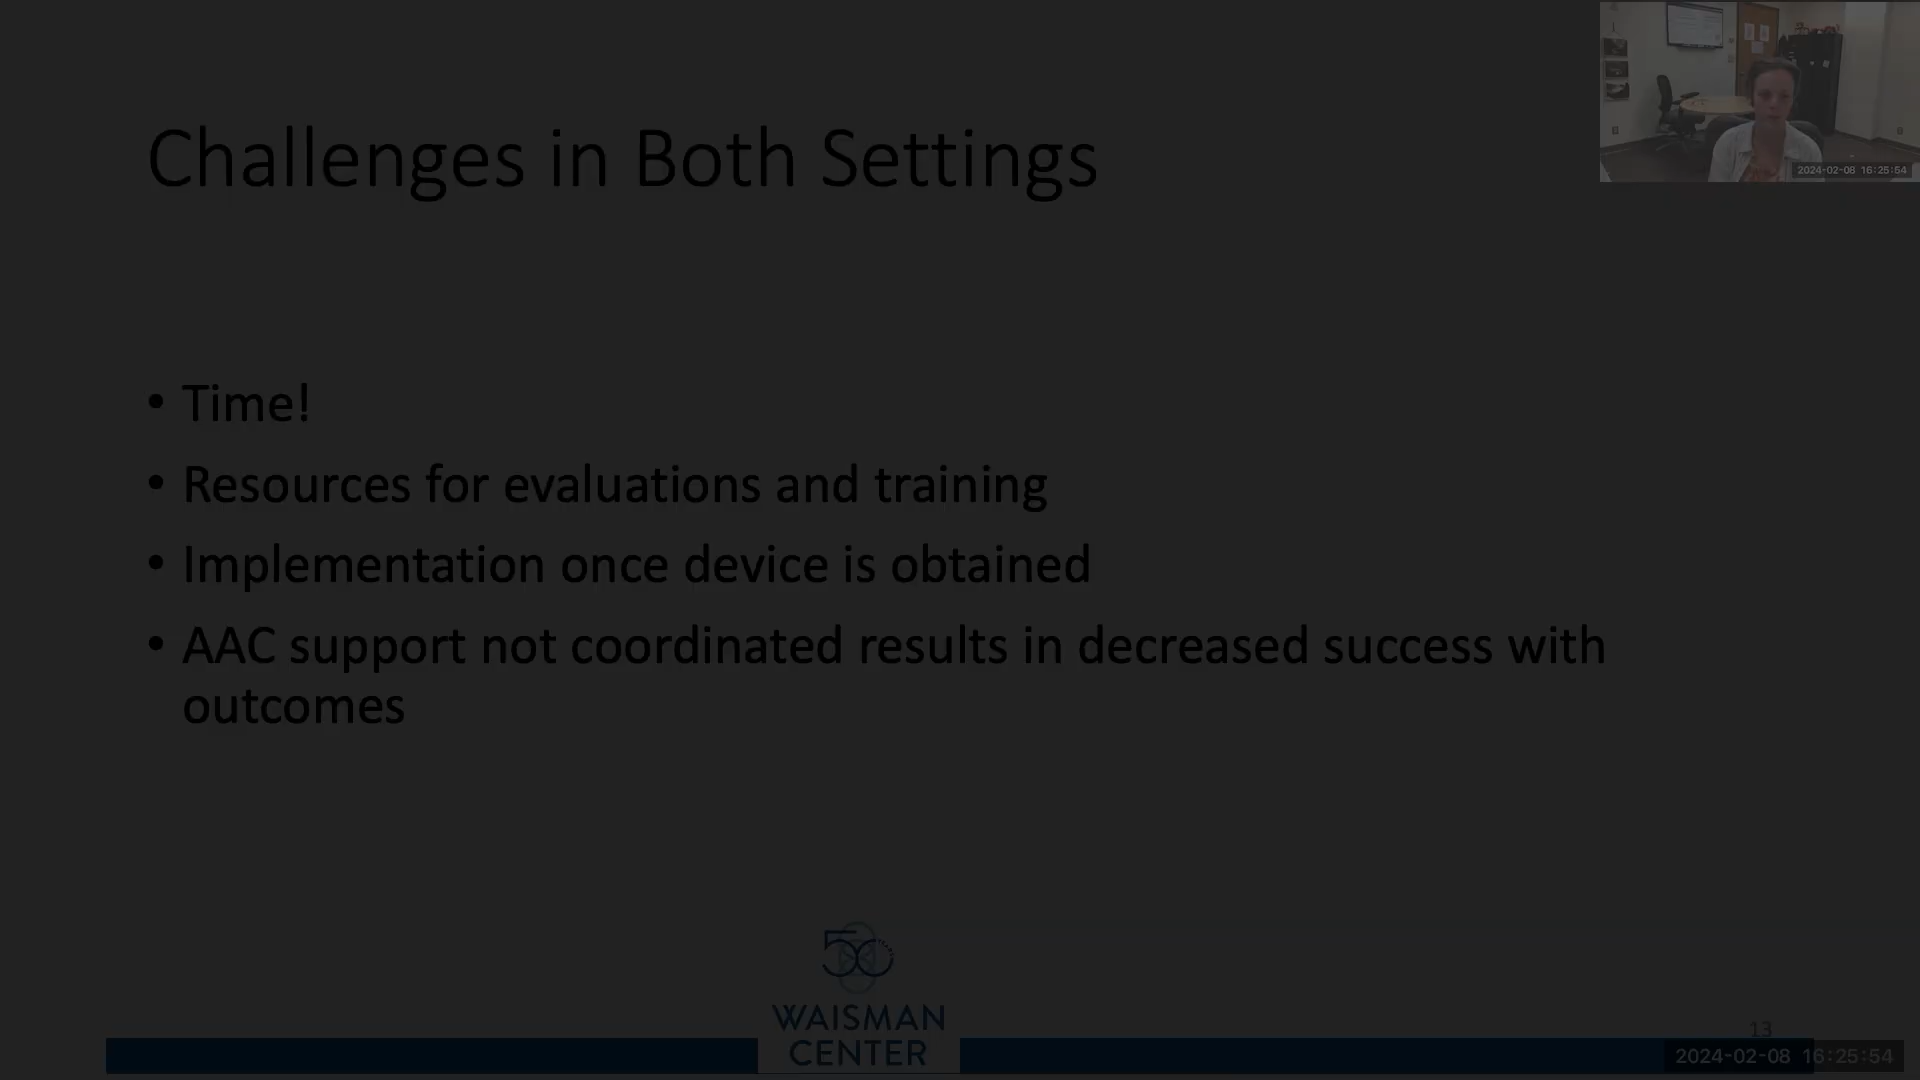 2024-02-08 16:25:54
Challenges in Both Settings
• Time!
• Resources for evaluations and training
• Implementation once device is obtained
• AAC support not coordinated results in decreased success with
outcomes
50
WAISMAN
CENTER
13
2024-02-08 16:25:54